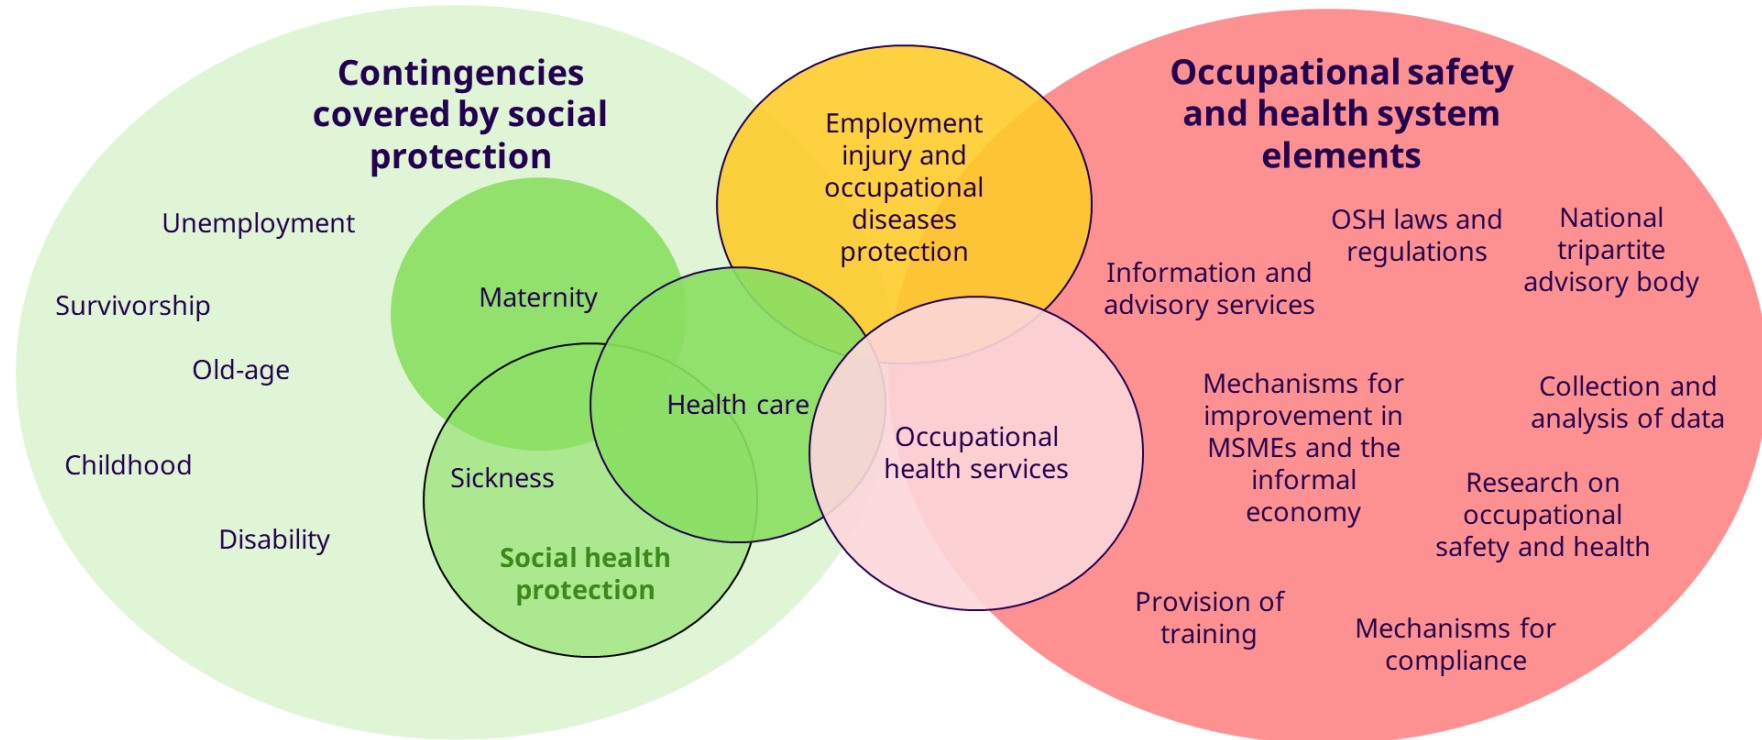 Contingencies
covered by social
protection
Unemployment
Survivorship
Old-age
Childhood
Disability
Maternity
Sickness
Social health
protection
Health care
Employment
injury and
occupational
diseases
protection
Occupational
health services
Occupational safety
and health system
elements
OSH laws and
regulations
National
tripartite
advisory body
Information and
advisory services
Mechanisms for
improvement in
MSMEs and the
informal
economy
Collection and
analysis of data
Research on
occupational
safety and health
Provision of
training
Mechanisms for
compliance